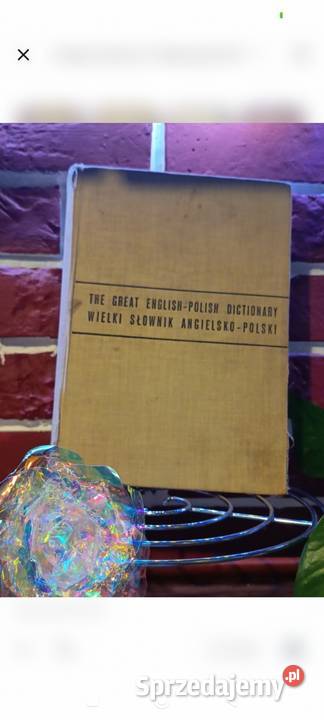 THE GREAT ENGLISH-POLISH DICTIONARY
WIELKI SŁOWNIK ANGIELSKO-POLSKI
Sprzedajemy.pl